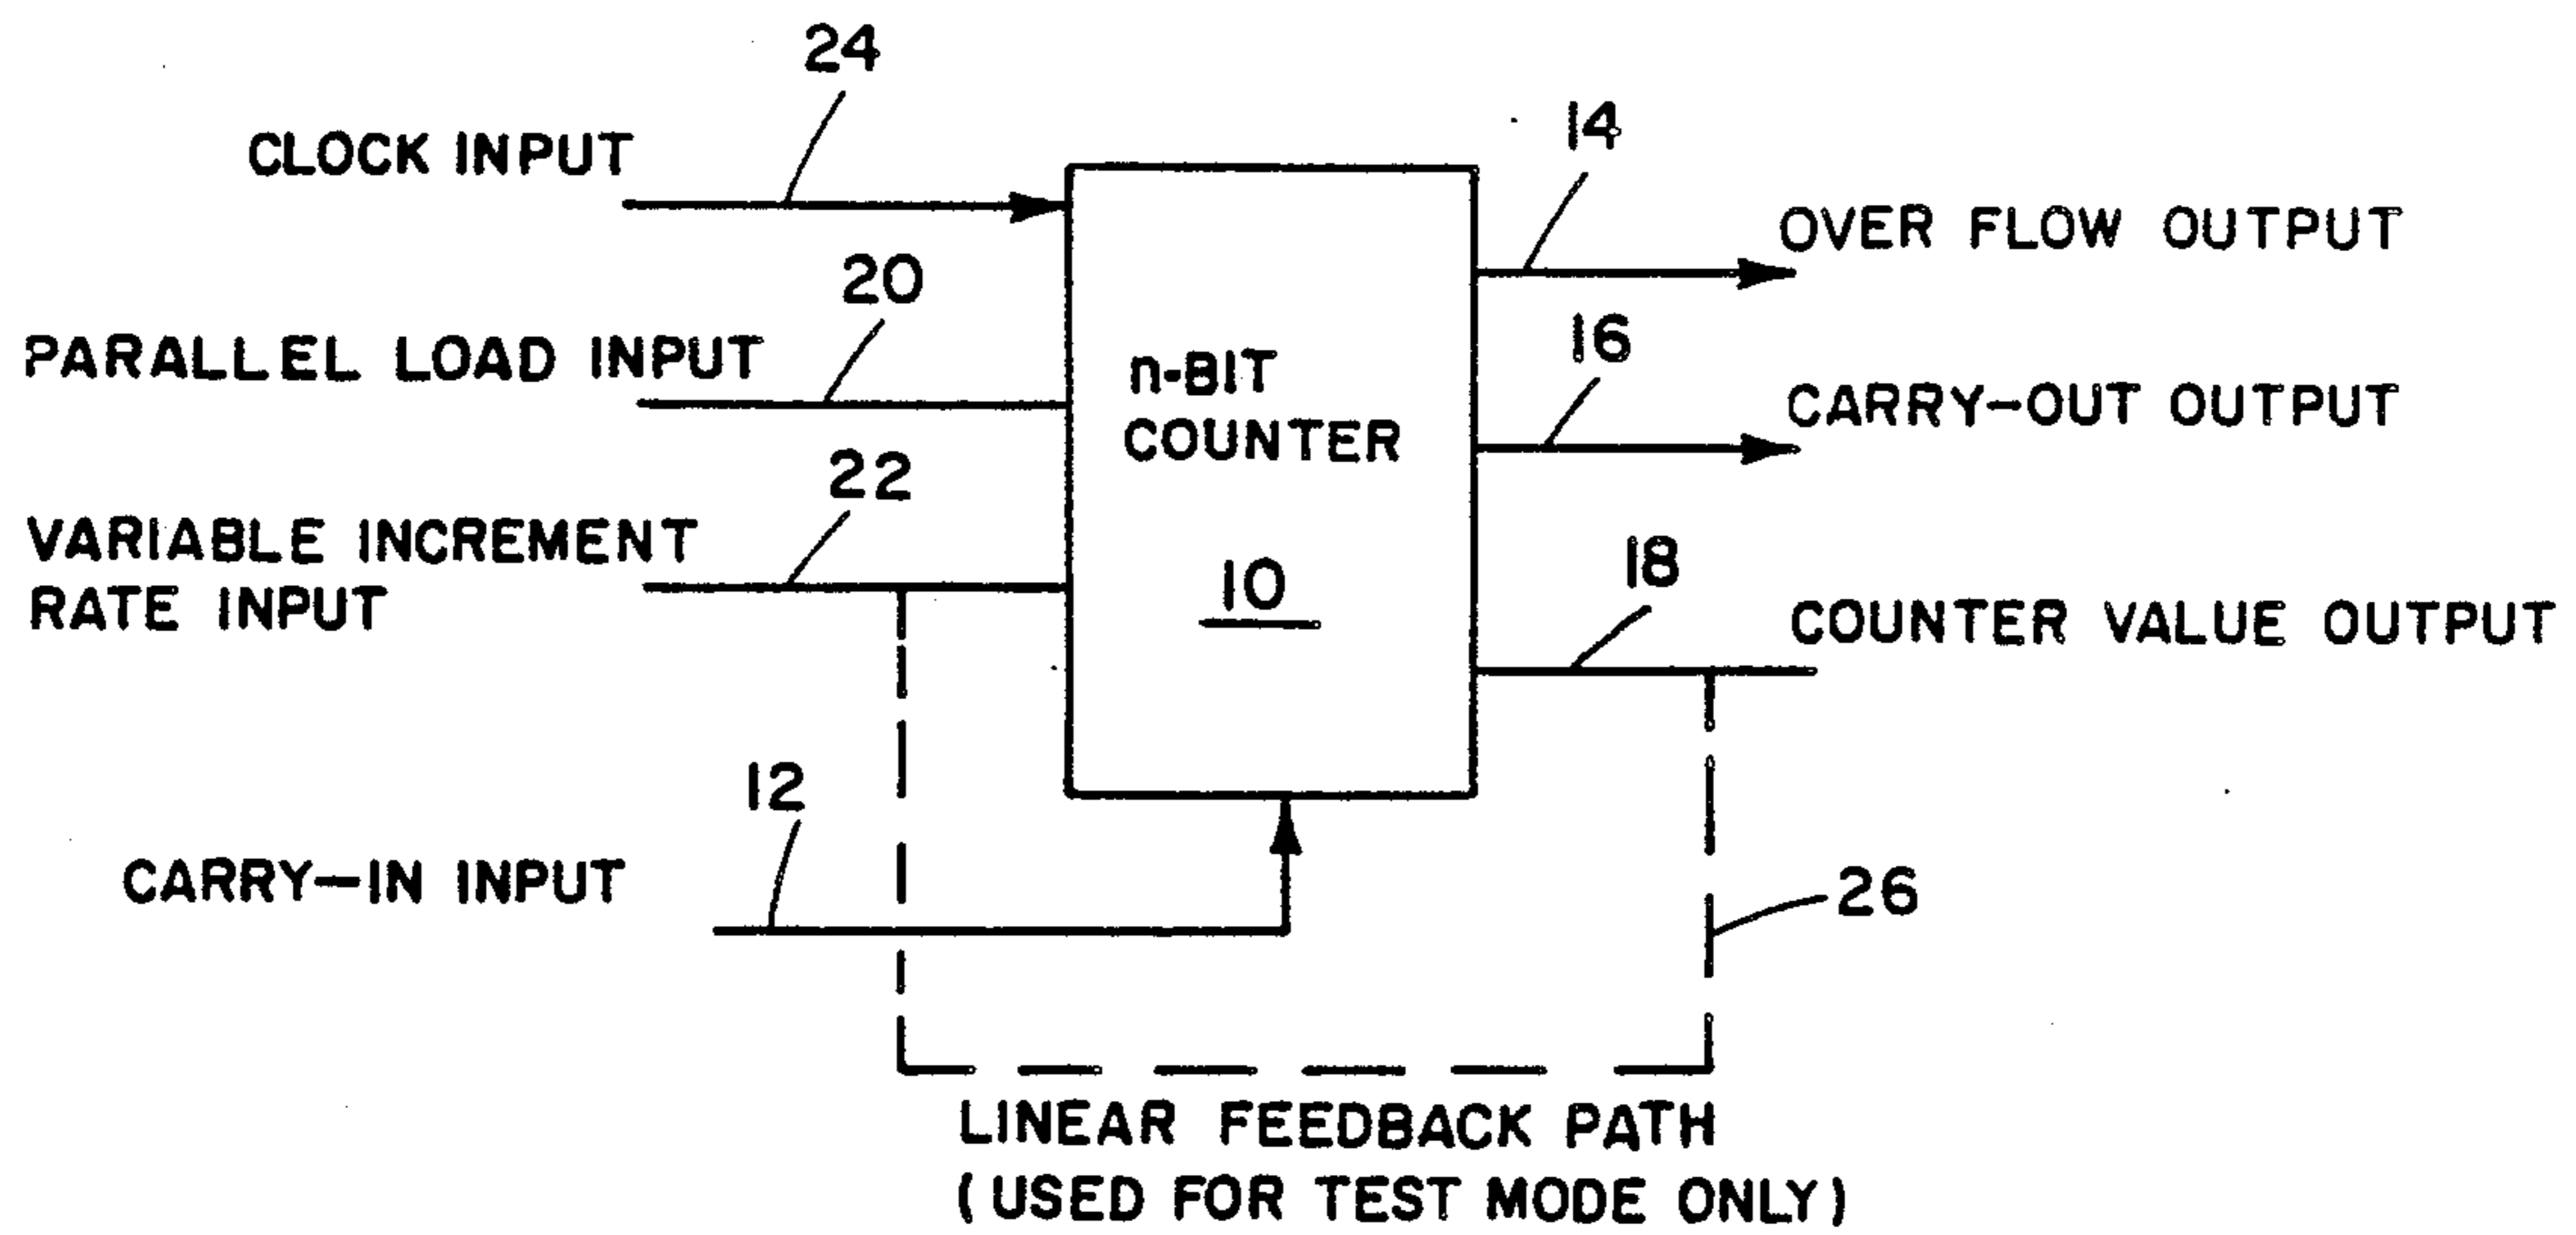 24
CLOCK INPUT
14
OVER FLOW OUTPUT
20
PARALLEL LOAD INPUT
16
CARRY-OUT OUTPUT
n-BIT
COUNTER
10
22
VARIABLE INCREMENT
RATE INPUT
18
COUNTER VALUE OUTPUT
12
CARRY-IN INPUT
26
LINEAR FEEDBACK PATH
(USED FOR TEST MODE ONLY)